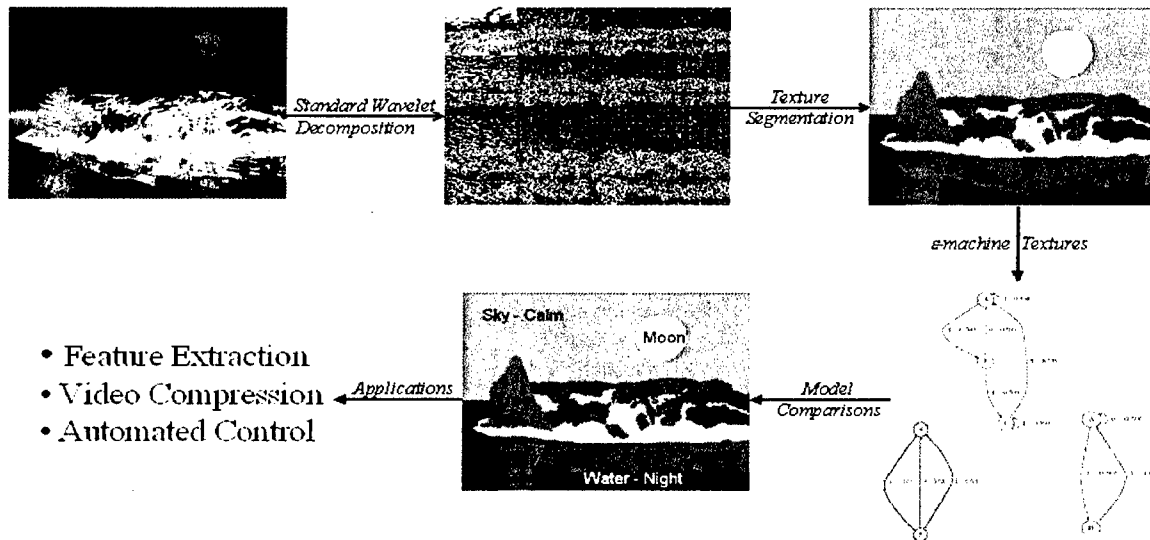 Standard Wavelet
Decomposition
Texture
Segmentation
ε-machine Textures
Sky - Calm
Moon
• Feature Extraction
• Video Compression
• Automated Control
Applications
Model
Comparisons
Water - Night